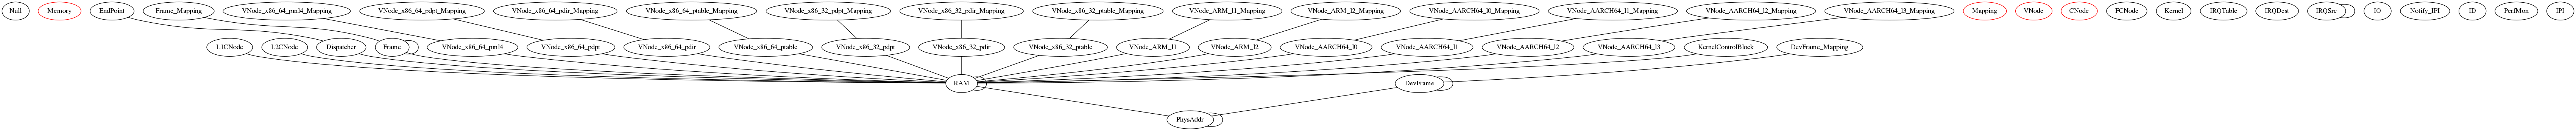 Null
Memory
EndPoint
Frame_Mapping
VNode_x86_64_pml4_Mapping
VNode_x86_64_pdpt_Mapping
VNode_x86_64_pdir_Mapping
VNode_x86_64_ptable_Mapping
VNode_x86_32_pdpt_Mapping
VNode_x86_32_pdir_Mapping
VNode_x86_32_ptable_Mapping
VNode_ARM_l1_Mapping
VNode_ARM_l2_Mapping
VNode_AARCH64_l0_Mapping
VNode_AARCH64_l1_Mapping
VNode_AARCH64_l2_Mapping
VNode_AARCH64_l3_Mapping
Mapping
VNode
CNode
FCNode
Kernel
IRQTable
IRQDest
IRQSrc
IO
Notify_IPI
ID
PerfMon
IPI
L1CNode
L2CNode
Dispatcher
Frame
VNode_x86_64_pml4
VNode_x86_64_pdpt
VNode_x86_64_pdir
VNode_x86_64_ptable
VNode_x86_32_pdpt
VNode_x86_32_pdir
VNode_x86_32_ptable
VNode_ARM_l1
VNode_ARM_l2
VNode_AARCH64_l0
VNode_AARCH64_l1
VNode_AARCH64_l2
VNode_AARCH64_l3
KernelControlBlock
DevFrame_Mapping
RAM
DevFrame
PhysAddr